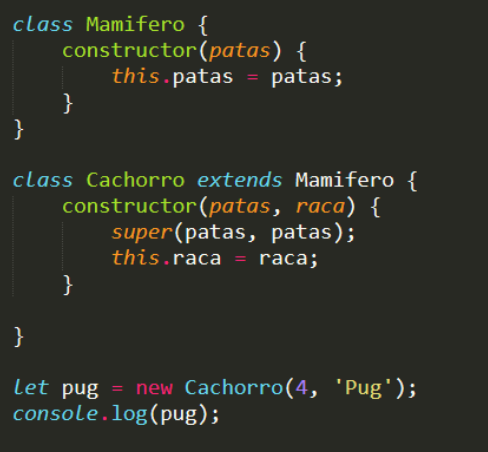 class Mamifero {
    constructor(patas) {
        this.patas = patas;
    }
}

class Cachorro extends Mamifero {
    constructor(patas, raca) {
        super(patas, patas);
        this.raca = raca;
    }

}

let pug = new Cachorro(4, 'Pug');
console.log(pug);